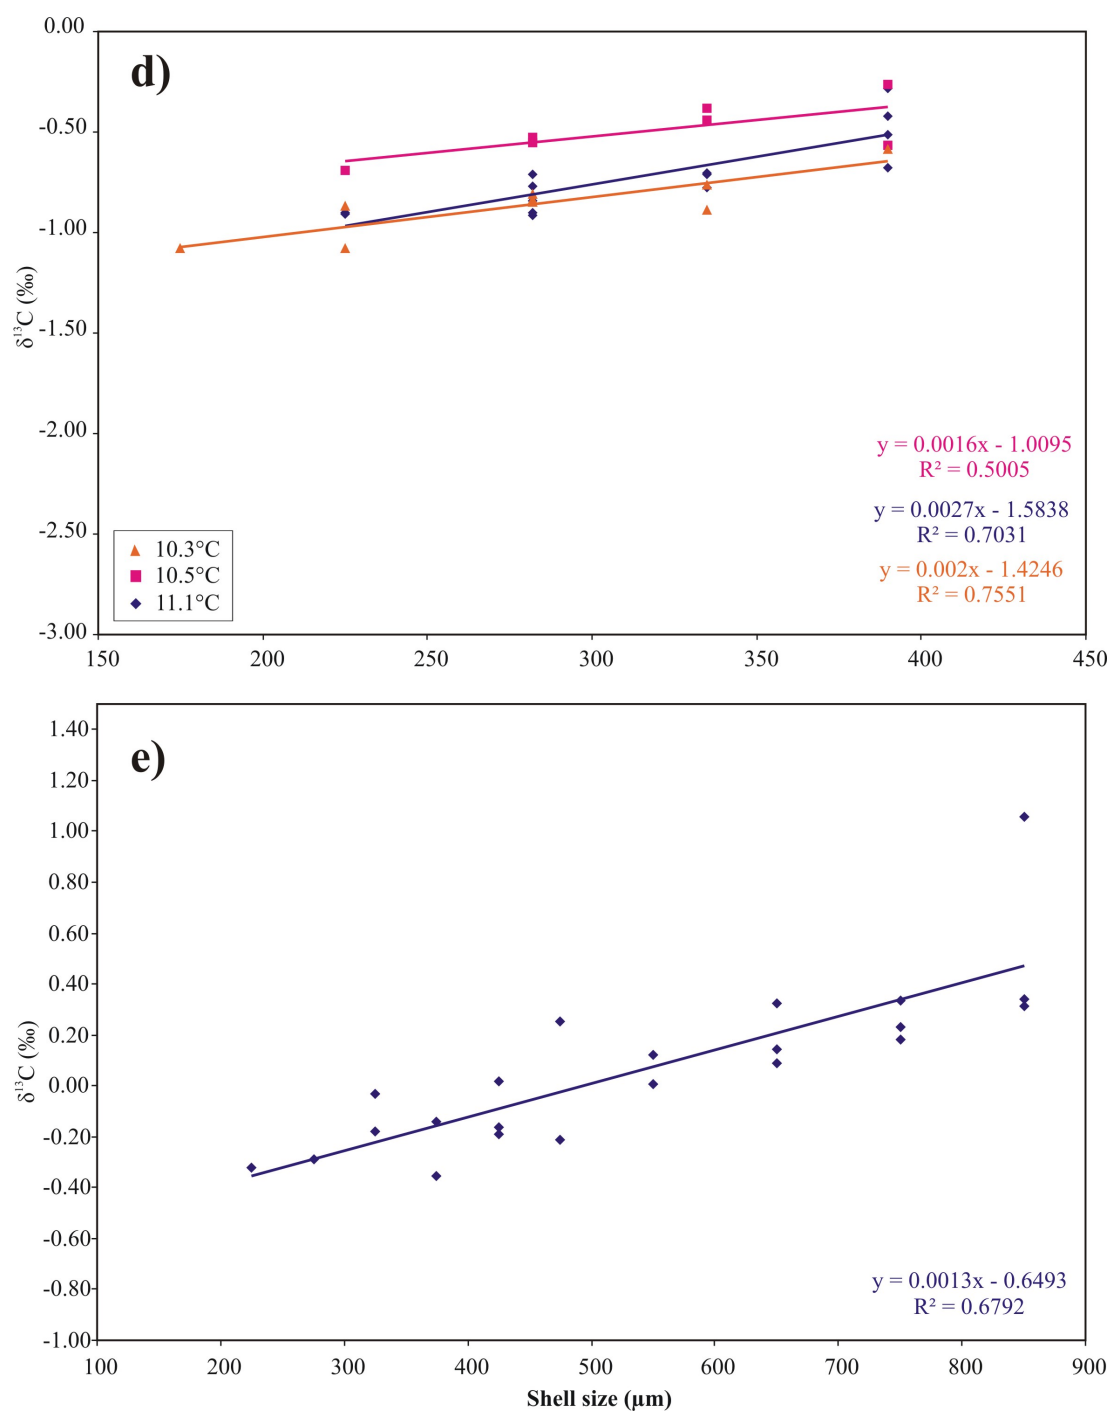 d)
0.00
-0.50
-1.00
-1.50
-2.00
-2.50
-3.00
δ¹³C (‰)
y = 0.0016x - 1.0095
R² = 0.5005
y = 0.0027x - 1.5838
R² = 0.7031
y = 0.002x - 1.4246
R² = 0.7551
10.3°C
10.5°C
11.1°C
150 200 250 300 350 400 450
e)
1.40
1.20
1.00
0.80
0.60
0.40
0.20
0.00
-0.20
-0.40
-0.60
-0.80
-1.00
δ¹³C (‰)
y = 0.0013x - 0.6493
R² = 0.6792
100 200 300 400 500 600 700 800 900
Shell size (µm)